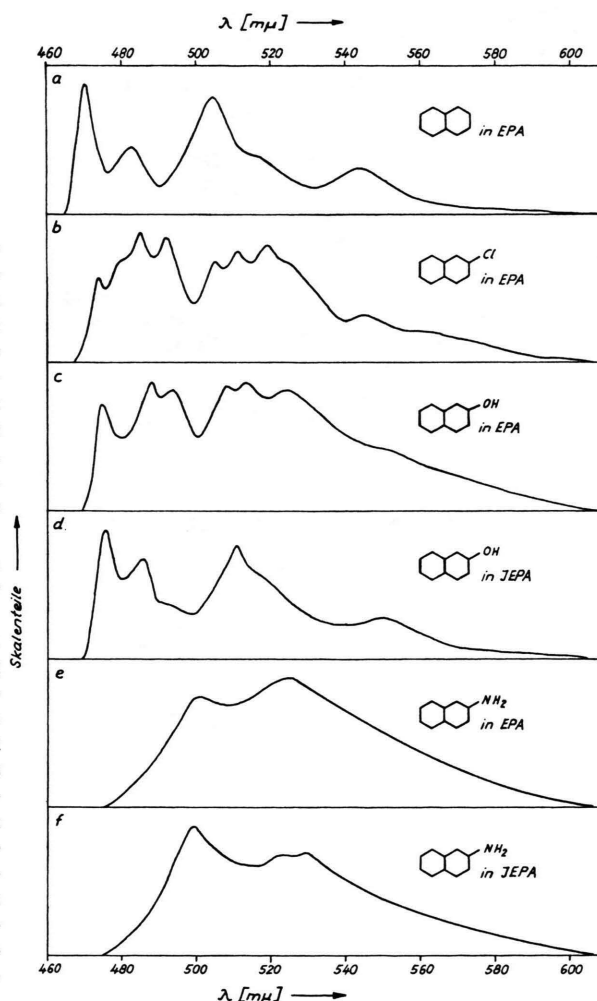 λ [mμ]
460 480 500 520 540 560 580 600
a
in EPA
b
Cl
in EPA
c
OH
in EPA
d
OH
in JEPA
e
NH₂
in EPA
f
NH₂
in JEPA
Skalenteile
460 480 500 520 540 560 580 600
λ [mμ]